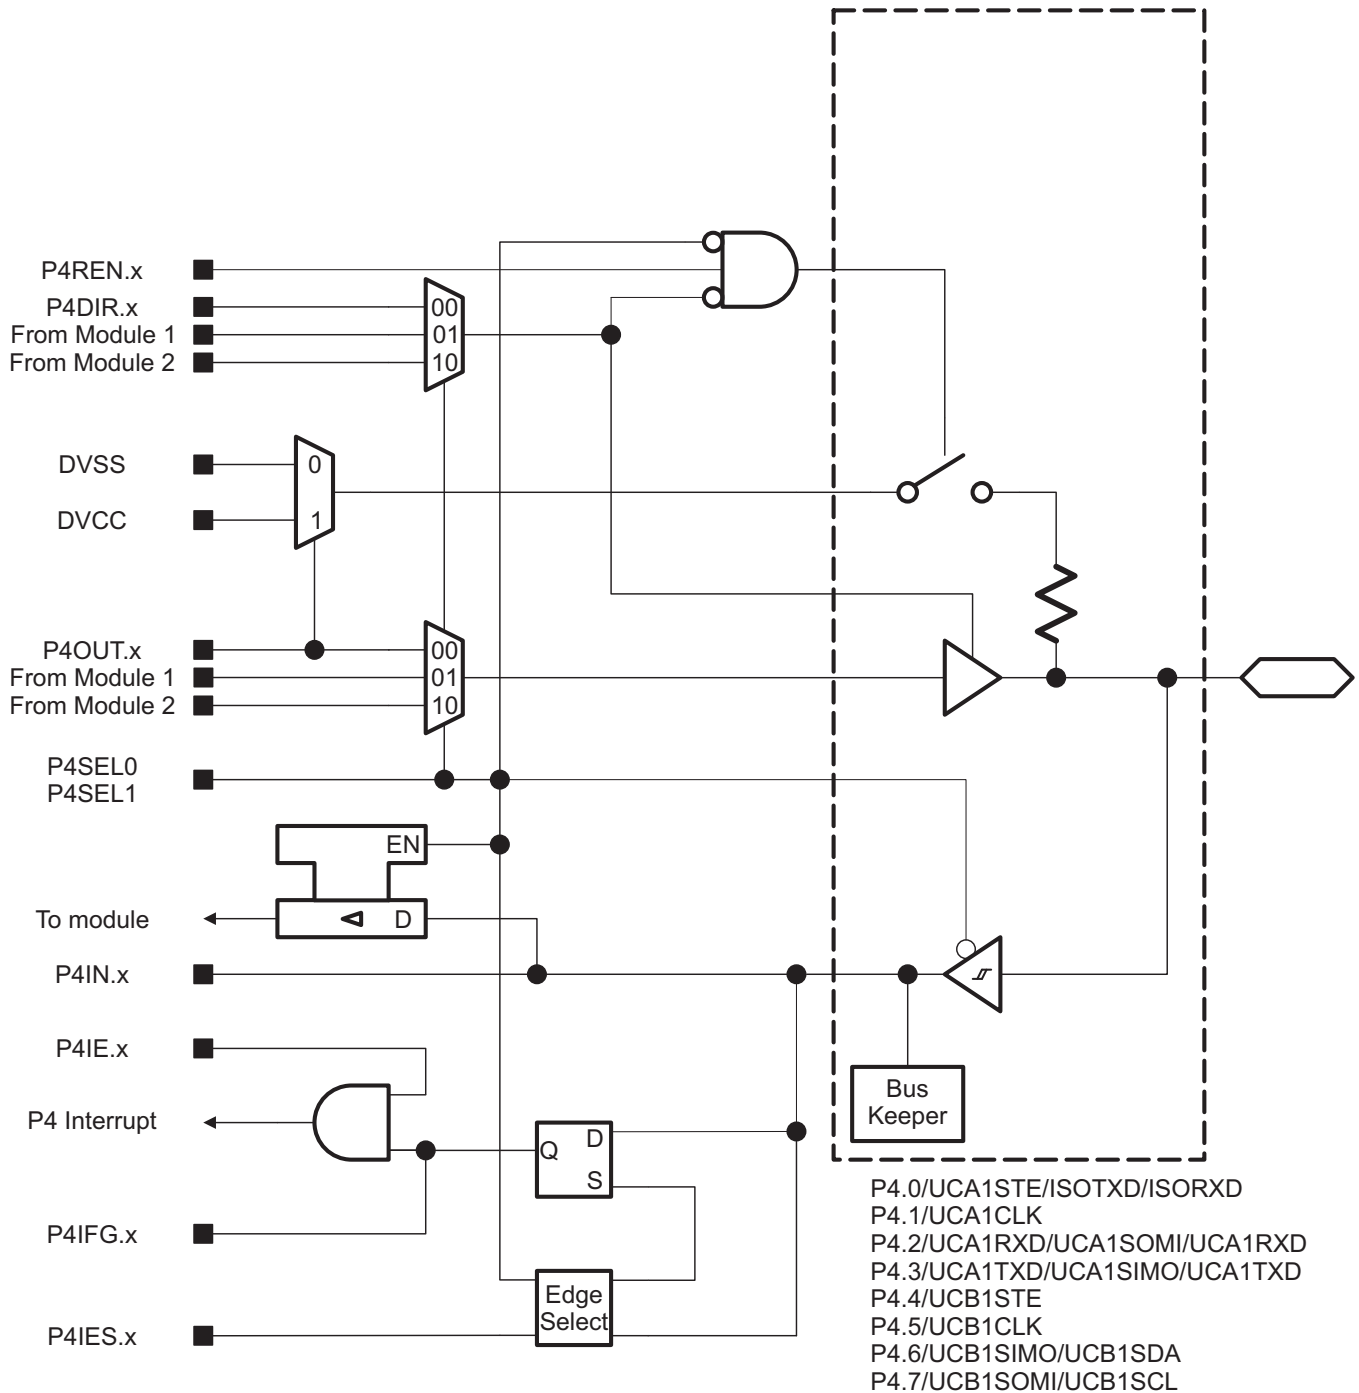 P4REN.x
P4DIR.x
From Module 1
From Module 2
00
01
10
DVSS
DVCC
0
1
P4OUT.x
From Module 1
From Module 2
00
01
10
P4SEL0
P4SEL1
EN
D
To module
P4IN.x
P4IE.x
P4 Interrupt
P4IFG.x
P4IES.x
Q
D
S
Edge
Select
Bus
Keeper
P4.0/UCA1STE/ISOTXD/ISORXD
P4.1/UCA1CLK
P4.2/UCA1RXD/UCA1SOMI/UCA1RXD
P4.3/UCA1TXD/UCA1SIMO/UCA1TXD
P4.4/UCB1STE
P4.5/UCB1CLK
P4.6/UCB1SIMO/UCB1SDA
P4.7/UCB1SOMI/UCB1SCL